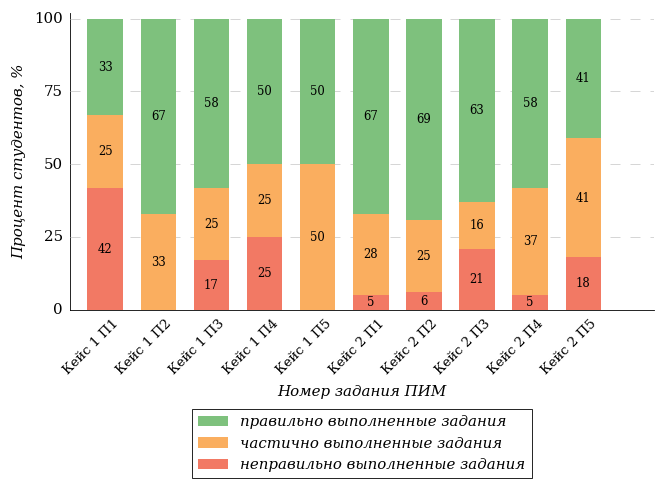 100
75
50
25
0
Процент студентов, %
33 67 58 50 50 67 69 63 58 41
25 33 25 25 50 28 25 16 37 41
42 17 25 5 6 21 5 18
Кейс 1 П1
Кейс 1 П2
Кейс 1 П3
Кейс 1 П4
Кейс 1 П5
Кейс 2 П1
Кейс 2 П2
Кейс 2 П3
Кейс 2 П4
Кейс 2 П5
Номер задания ПИМ
правильно выполненные задания
частично выполненные задания
неправильно выполненные задания